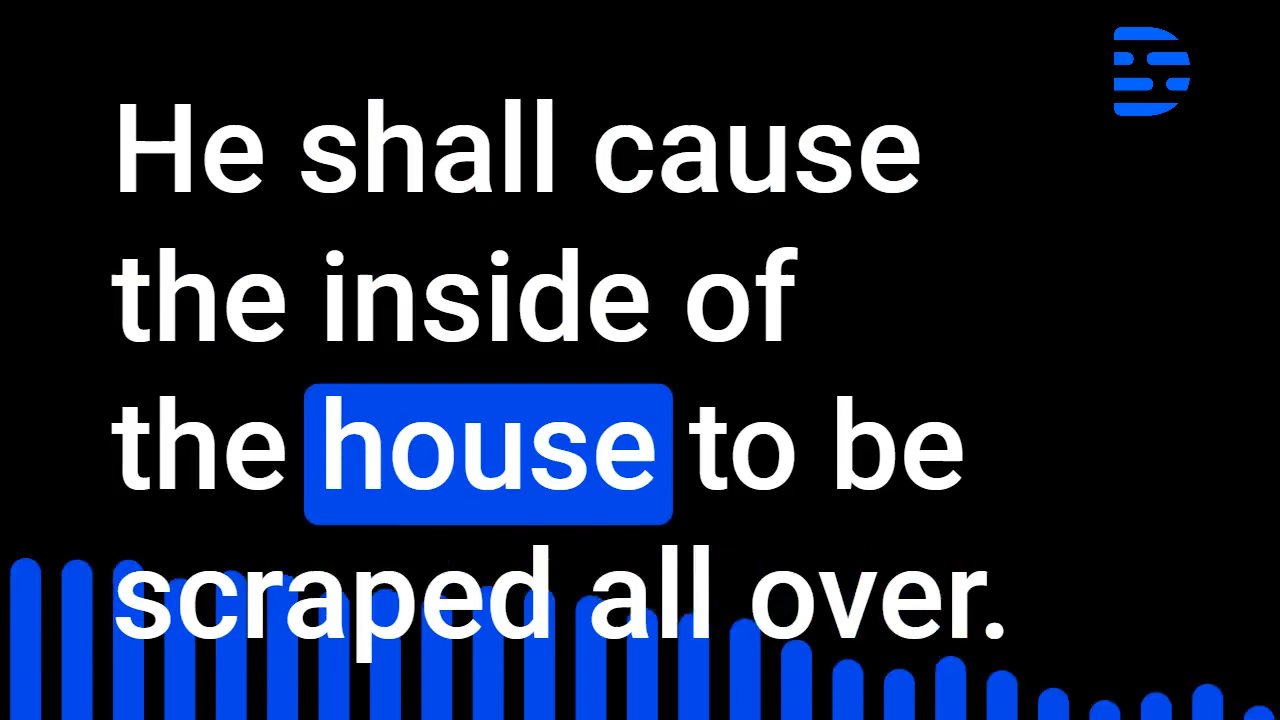 He shall cause
the inside of
the house to be
scraped all over.